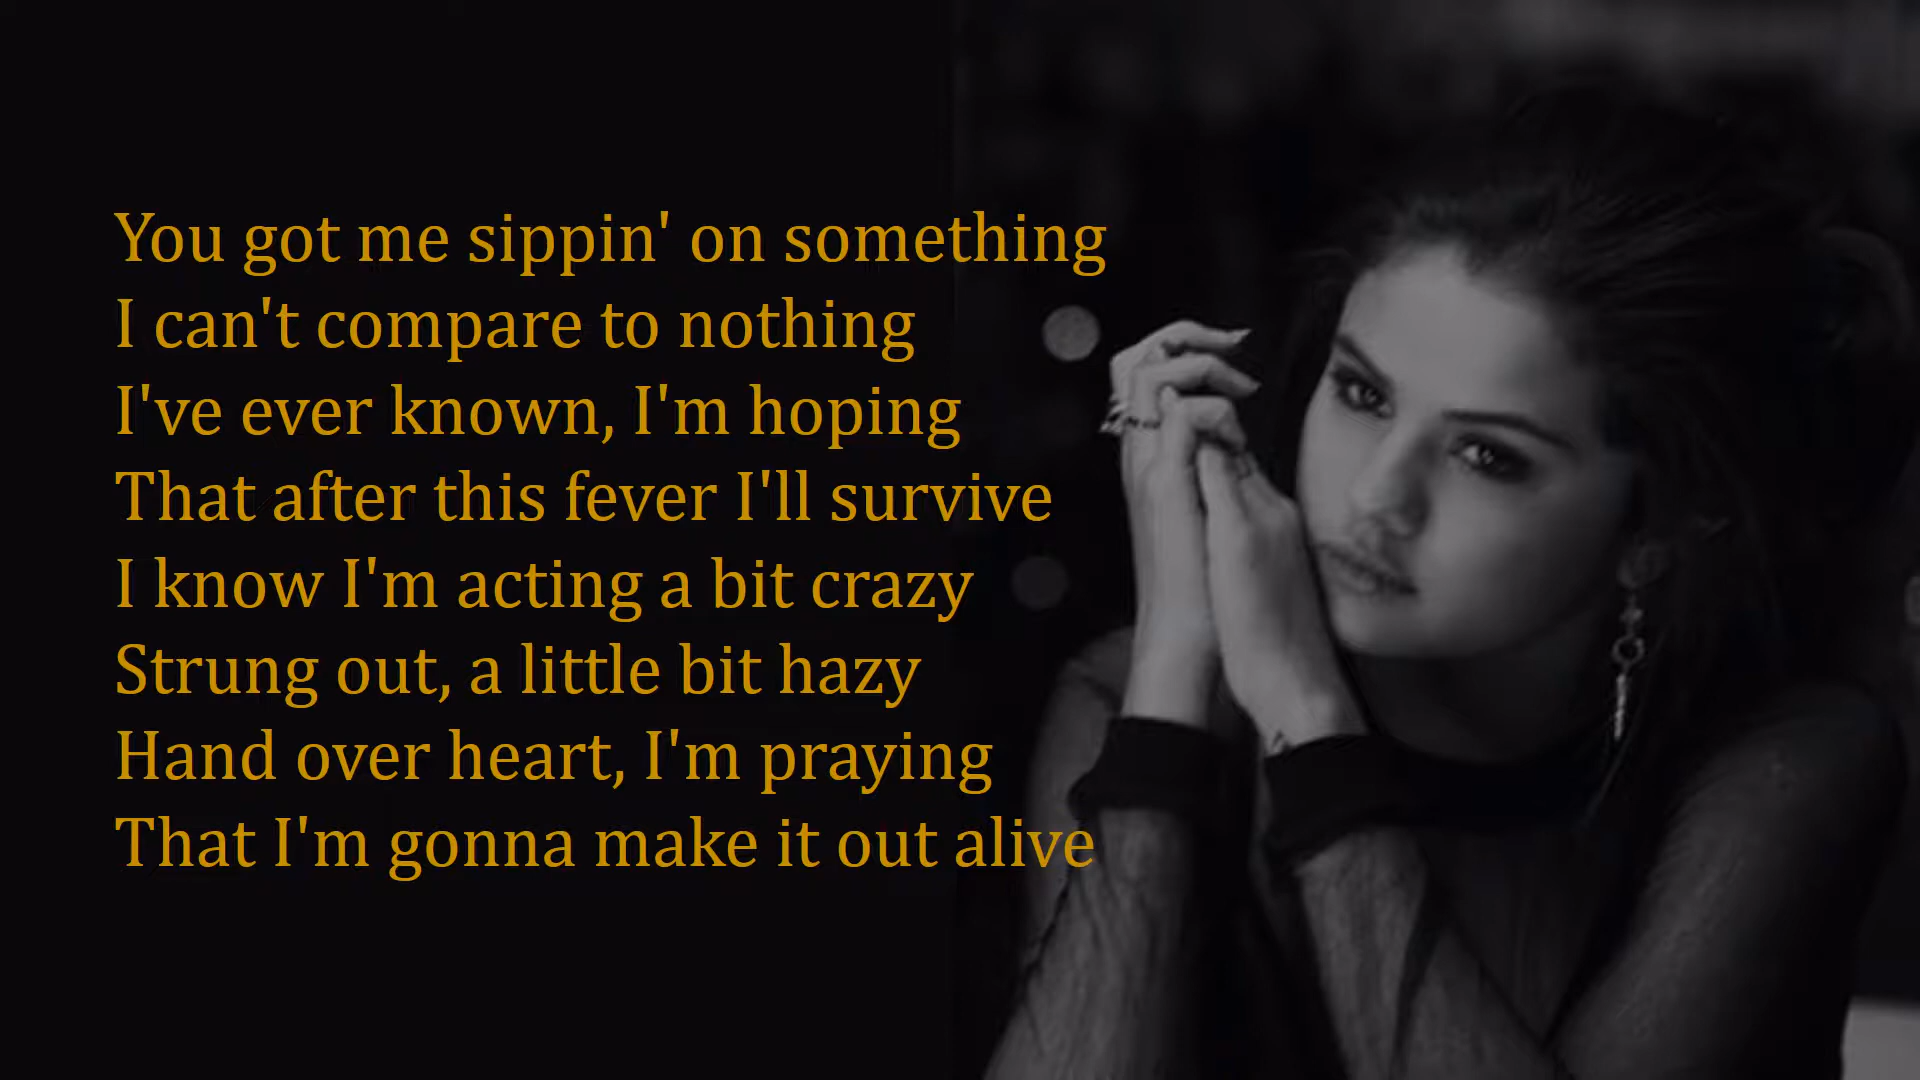 You got me sippin' on something
I can't compare to nothing
I've ever known, I'm hoping
That after this fever I'll survive
I know I'm acting a bit crazy
Strung out, a little bit hazy
Hand over heart, I'm praying
That I'm gonna make it out alive